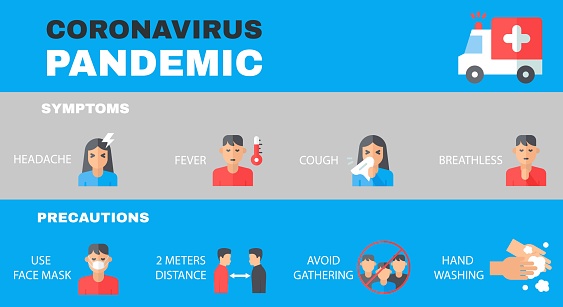 CORONAVIRUS
PANDEMIC
SYMPTOMS
HEADACHE
FEVER
COUGH
BREATHLESS
PRECAUTIONS
USE
FACE MASK
2 METERS
DISTANCE
AVOID
GATHERING
HAND
WASHING